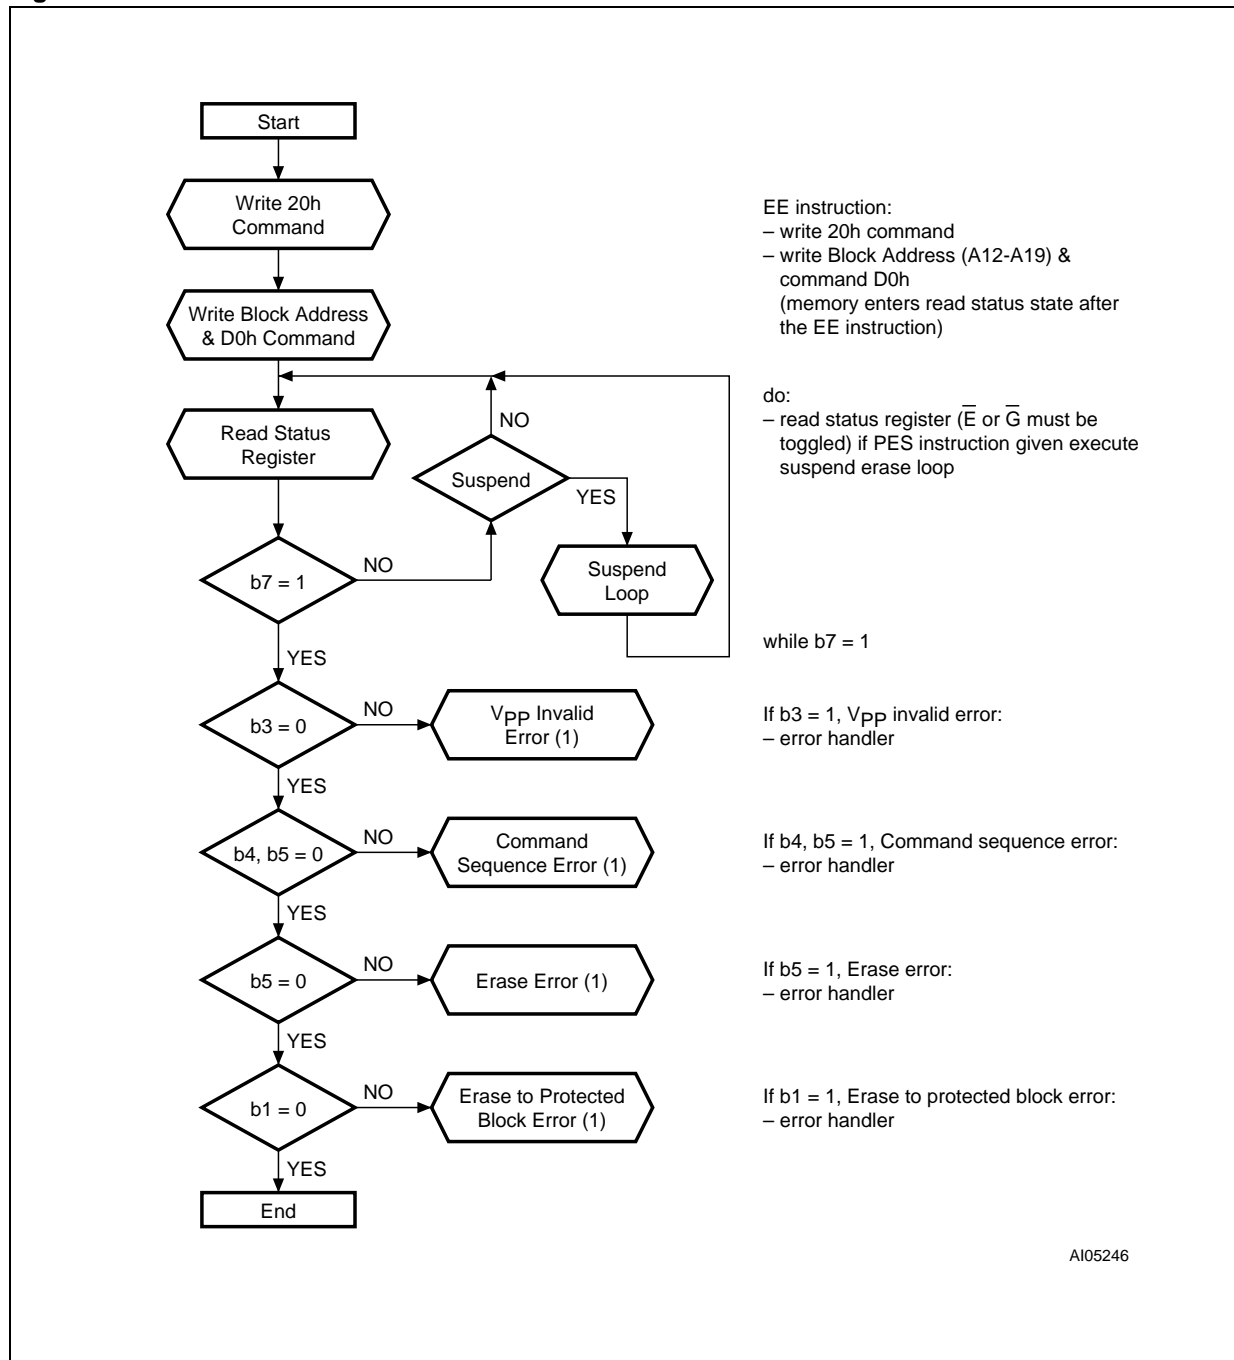 Start
Write 20h
Command
Write Block Address
& D0h Command
Read Status
Register
NO
Suspend
YES
Suspend
Loop
b7 = 1
NO
YES
b3 = 0
NO
VPP Invalid
Error (1)
YES
b4, b5 = 0
NO
Command
Sequence Error (1)
YES
b5 = 0
NO
Erase Error (1)
YES
b1 = 0
NO
Erase to Protected
Block Error (1)
YES
End
EE instruction:
– write 20h command
– write Block Address (A12-A19) &
command D0h
(memory enters read status state after
the EE instruction)
do:
– read status register (E̅ or G̅ must be
toggled) if PES instruction given execute
suspend erase loop
while b7 = 1
If b3 = 1, VPP invalid error:
– error handler
If b4, b5 = 1, Command sequence error:
– error handler
If b5 = 1, Erase error:
– error handler
If b1 = 1, Erase to protected block error:
– error handler
AI05246